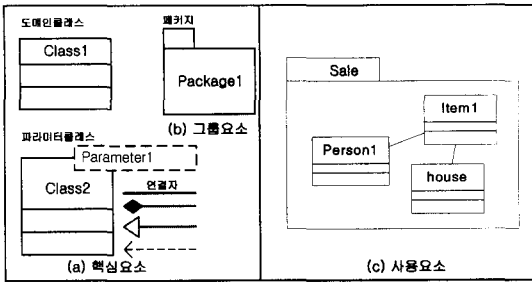 도메인클래스
Class1
패키지
Package1
(b) 그룹요소
파라미터클래스
Parameter1
Class2
연결자
(a) 핵심요소
Sale
Item1
Person1
house
(c) 사용요소